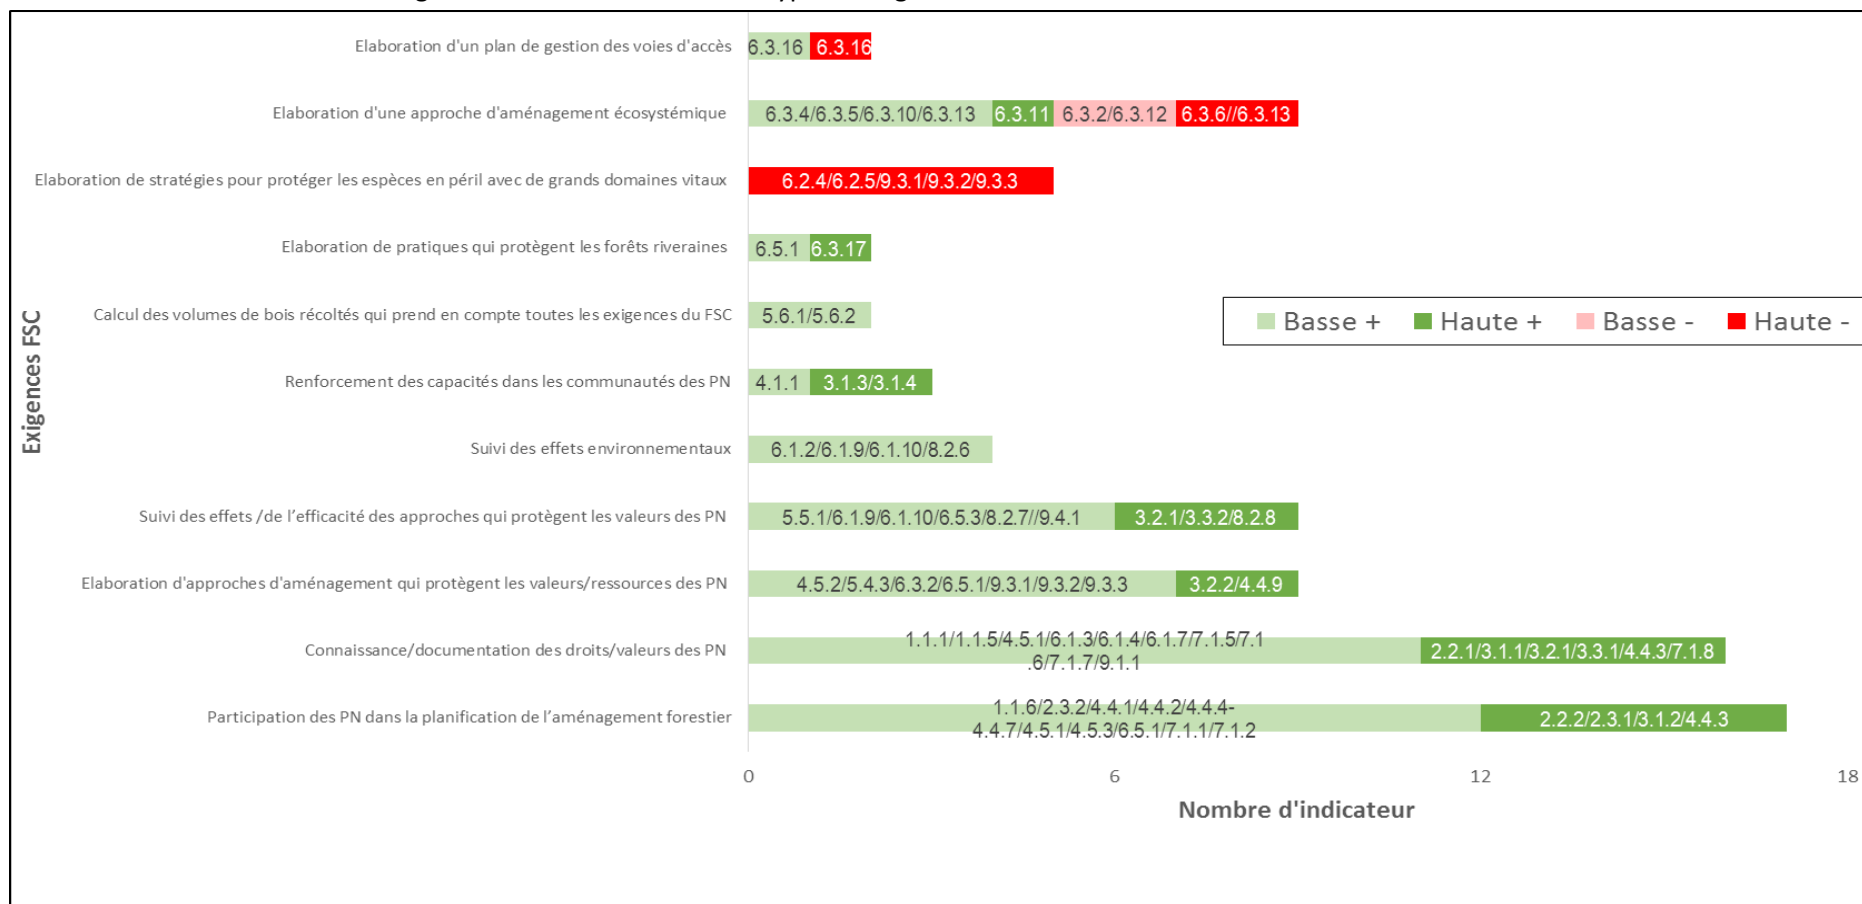 Elaboration d'un plan de gestion des voies d'accès
6.3.16 6.3.16
Elaboration d'une approche d'aménagement écosystémique
6.3.4/6.3.5/6.3.10/6.3.13 6.3.11 6.3.2/6.3.12 6.3.6//6.3.13
Elaboration de stratégies pour protéger les espèces en péril avec de grands domaines vitaux
6.2.4/6.2.5/9.3.1/9.3.2/9.3.3
Elaboration de pratiques qui protègent les forêts riveraines
6.5.1 6.3.17
Calcul des volumes de bois récoltés qui prend en compte toutes les exigences du FSC
5.6.1/5.6.2
Basse + Haute + Basse - Haute -
Exigences FSC
Renforcement des capacités dans les communautés des PN
4.1.1 3.1.3/3.1.4
Suivi des effets environnementaux
6.1.2/6.1.9/6.1.10/8.2.6
Suivi des effets /de l’efficacité des approches qui protègent les valeurs des PN
5.5.1/6.1.9/6.1.10/6.5.3/8.2.7//9.4.1 3.2.1/3.3.2/8.2.8
Elaboration d'approches d'aménagement qui protègent les valeurs/ressources des PN
4.5.2/5.4.3/6.3.2/6.5.1/9.3.1/9.3.2/9.3.3 3.2.2/4.4.9
Connaissance/documentation des droits/valeurs des PN
1.1.1/1.1.5/4.5.1/6.1.3/6.1.4/6.1.7/7.1.5/7.1
.6/7.1.7/9.1.1
2.2.1/3.1.1/3.2.1/3.3.1/4.4.3/7.1.8
Participation des PN dans la planification de l’aménagement forestier
1.1.6/2.3.2/4.4.1/4.4.2/4.4.4-
4.4.7/4.5.1/4.5.3/6.5.1/7.1.1/7.1.2
2.2.2/2.3.1/3.1.2/4.4.3
0 6 12 18
Nombre d'indicateur